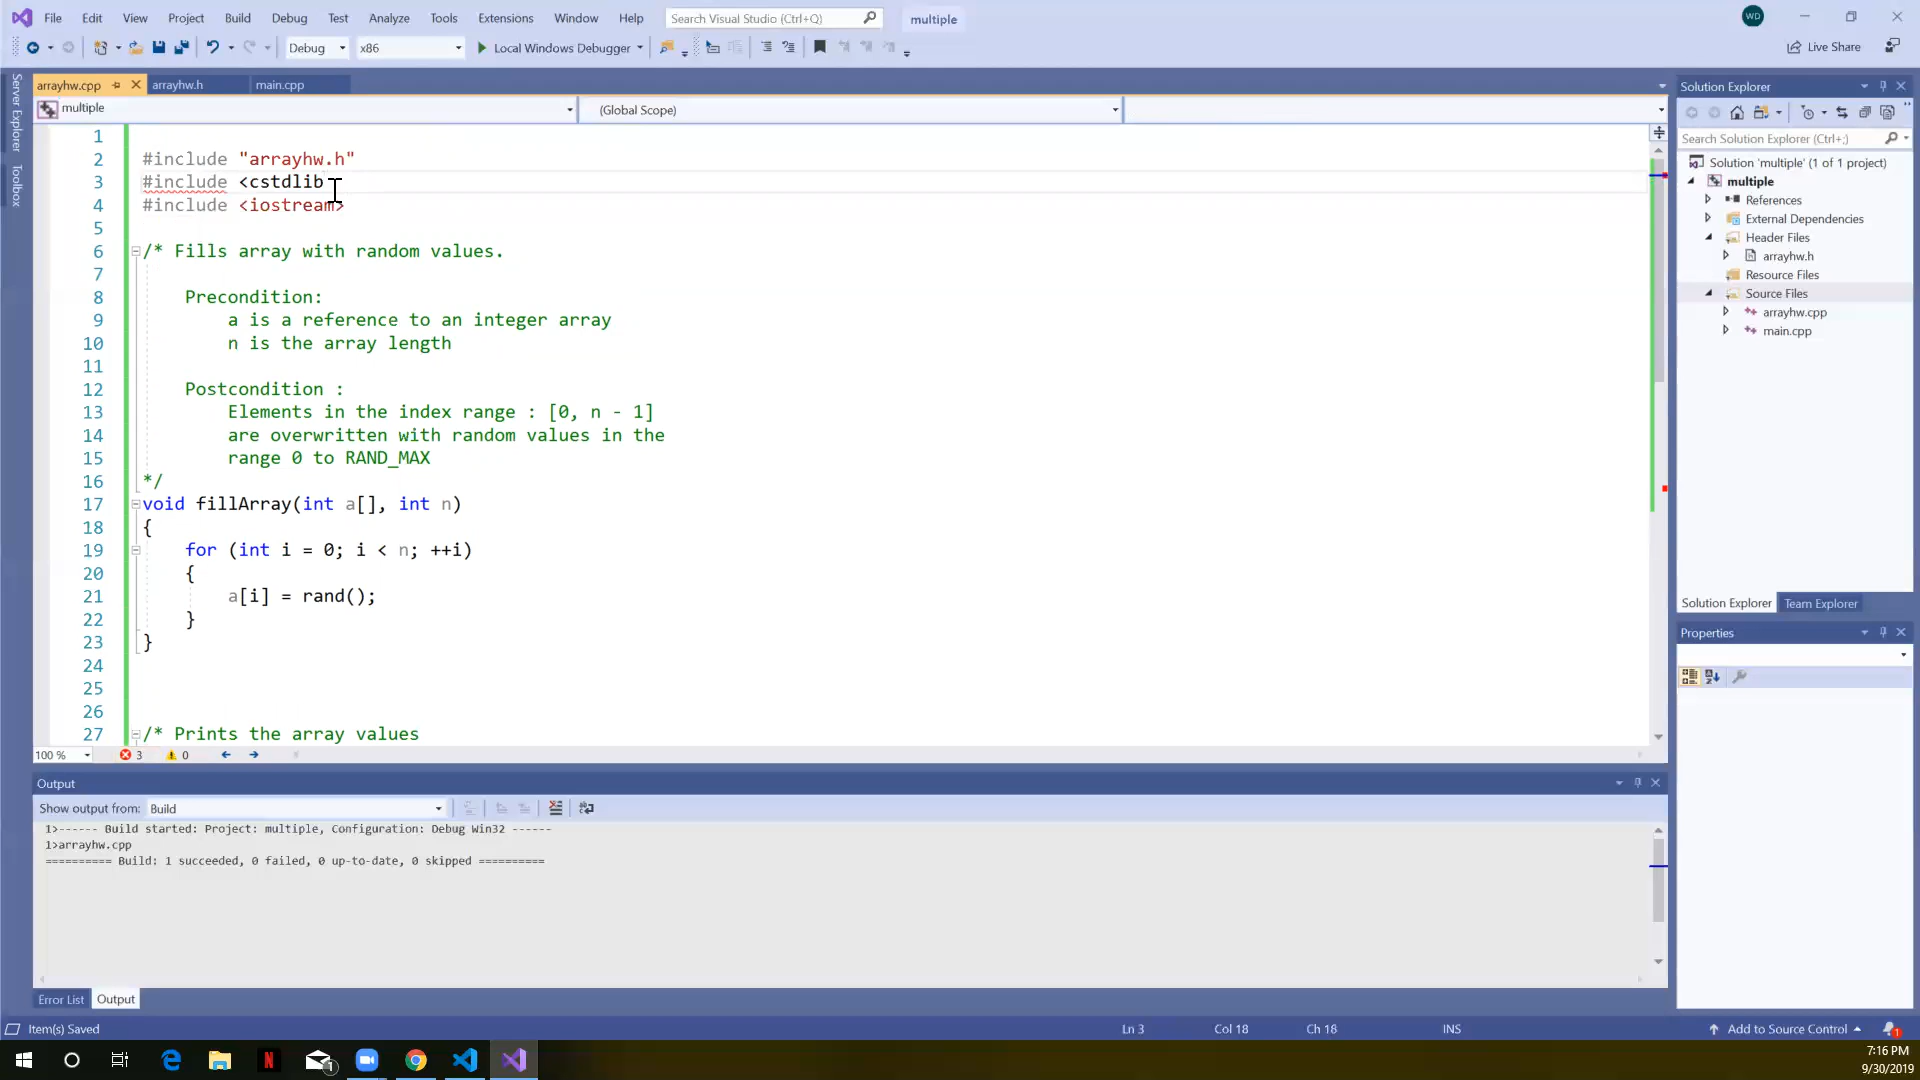 File Edit View Project Build Debug Test Analyze Tools Extensions Window Help Search Visual Studio (Ctrl+Q) multiple WD
Debug x86 Local Windows Debugger Live Share
Server Explorer
Toolbox
arrayhw.cpp arrayhw.h main.cpp
multiple (Global Scope)
1
2 #include "arrayhw.h"
3 #include <cstdlib
4 #include <iostream>
5
6 /* Fills array with random values.
7
8 Precondition:
9 a is a reference to an integer array
10 n is the array length
11
12 Postcondition :
13 Elements in the index range : [0, n - 1]
14 are overwritten with random values in the
15 range 0 to RAND_MAX
16 */
17 void fillArray(int a[], int n)
18 {
19 for (int i = 0; i < n; ++i)
20 {
21 a[i] = rand();
22 }
23 }
24
25
26
27 /* Prints the array values
100 % 3 0
Output
Show output from: Build
1>------ Build started: Project: multiple, Configuration: Debug Win32 ------
1>arrayhw.cpp
========== Build: 1 succeeded, 0 failed, 0 up-to-date, 0 skipped ==========
Error List Output
Solution Explorer
Search Solution Explorer (Ctrl+;)
Solution 'multiple' (1 of 1 project)
multiple
References
External Dependencies
Header Files
arrayhw.h
Resource Files
Source Files
arrayhw.cpp
main.cpp
Solution Explorer Team Explorer
Properties
Item(s) Saved Ln 3 Col 18 Ch 18 INS Add to Source Control 1
1
7:16 PM
9/30/2019